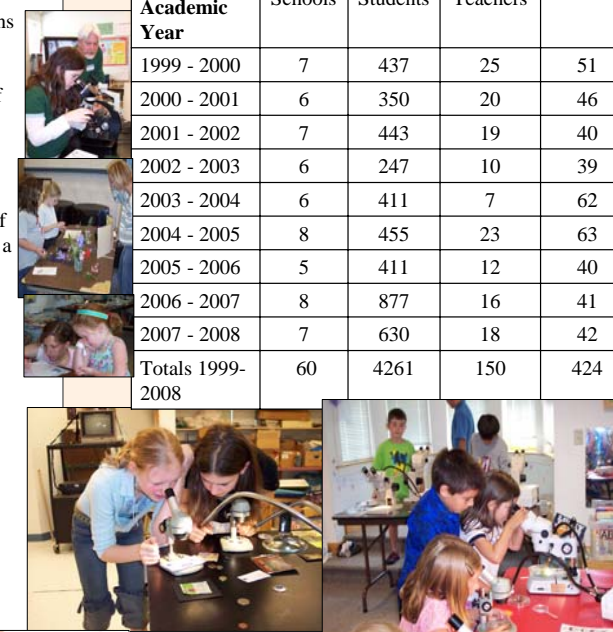 ns
f
f
a
Academic Schools Students Teachers
Year
1999 - 2000 7 437 25 51
2000 - 2001 6 350 20 46
2001 - 2002 7 443 19 40
2002 - 2003 6 247 10 39
2003 - 2004 6 411 7 62
2004 - 2005 8 455 23 63
2005 - 2006 5 411 12 40
2006 - 2007 8 877 16 41
2007 - 2008 7 630 18 42
Totals 1999- 60 4261 150 424
2008